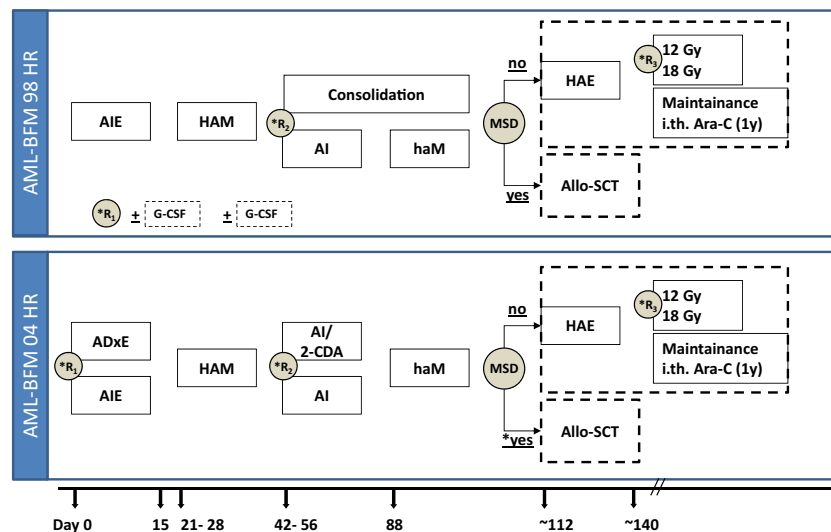 AML-BFM 98 HR
AIE
HAM
*R2
Consolidation
AI
haM
MSD
no
yes
HAE
*R3
12 Gy
18 Gy
Maintainance
i.th. Ara-C (1y)
Allo-SCT
*R1
± G-CSF
± G-CSF
AML-BFM 04 HR
*R1
ADxE
AIE
HAM
*R2
AI/
2-CDA
AI
haM
MSD
no
*yes
HAE
*R3
12 Gy
18 Gy
Maintainance
i.th. Ara-C (1y)
Allo-SCT
Day 0 15 21- 28 42- 56 88 ~112 ~140